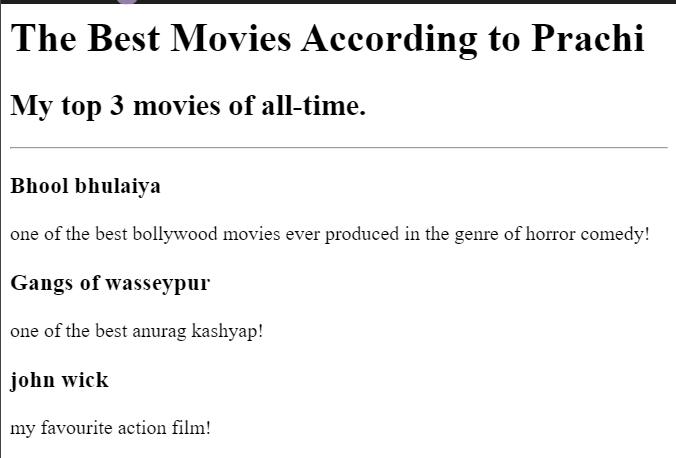 The Best Movies According to Prachi
My top 3 movies of all-time.
Bhool bhulaiya
one of the best bollywood movies ever produced in the genre of horror comedy!
Gangs of wasseypur
one of the best anurag kashyap!
john wick
my favourite action film!